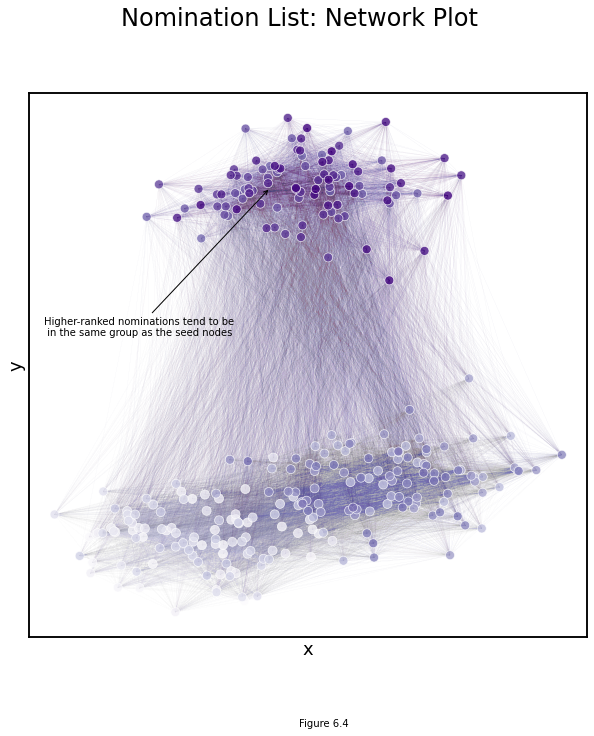 Nomination List: Network Plot
Higher-ranked nominations tend to be
in the same group as the seed nodes
y
x
Figure 6.4